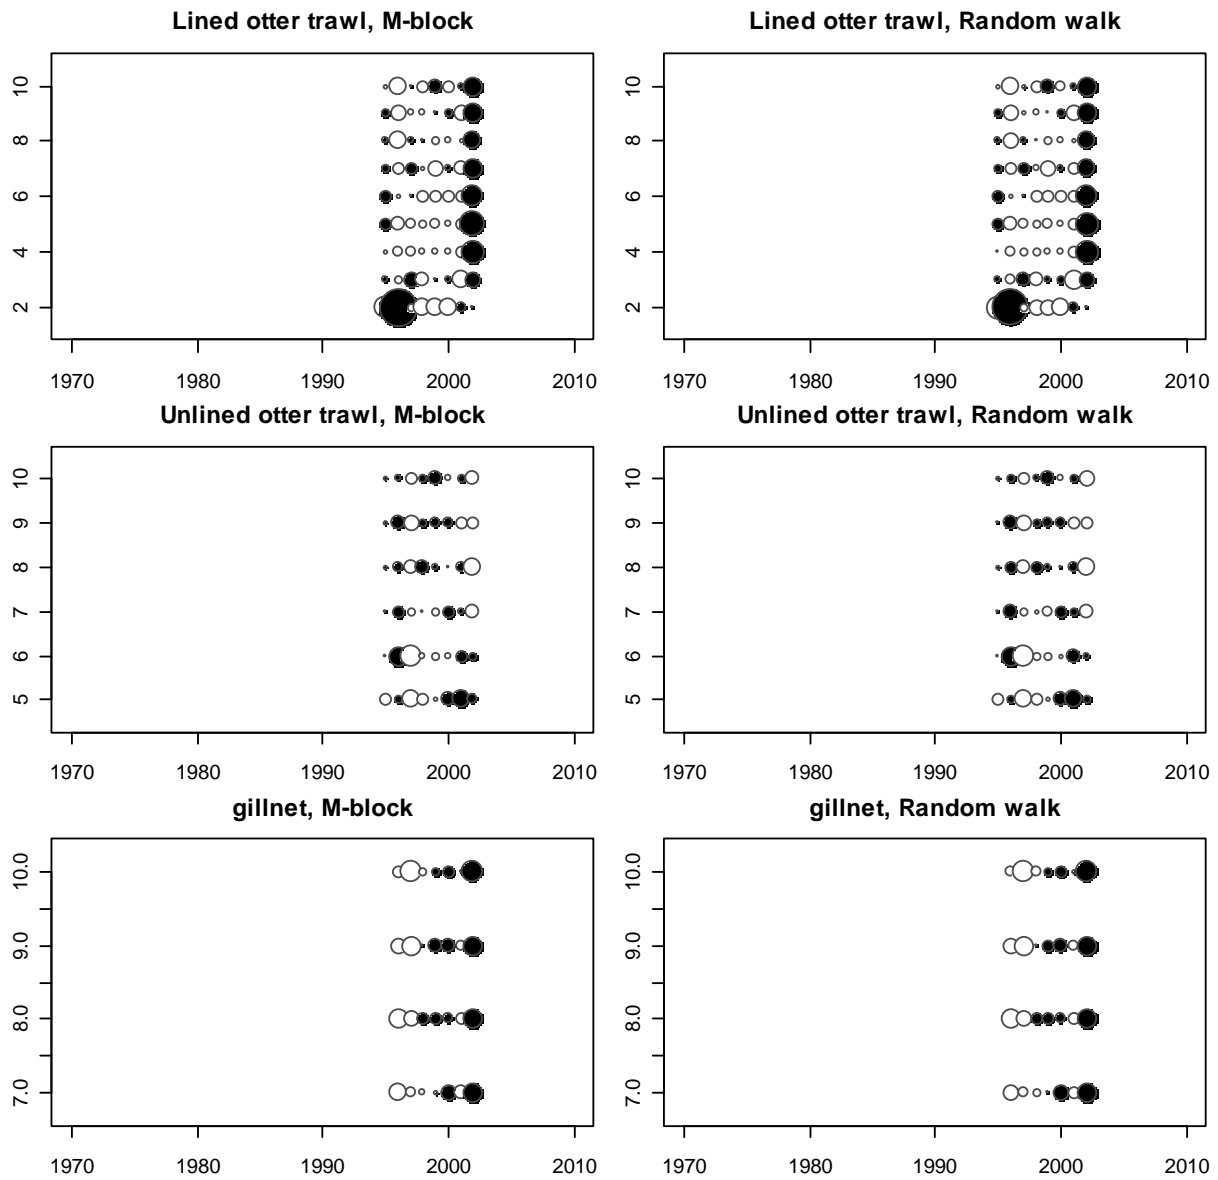 Lined otter trawl, M-block
Lined otter trawl, Random walk
10
8
6
4
2
10
8
6
4
2
1970 1980 1990 2000 2010
1970 1980 1990 2000 2010
Unlined otter trawl, M-block
Unlined otter trawl, Random walk
10
9
8
7
6
5
10
9
8
7
6
5
1970 1980 1990 2000 2010
1970 1980 1990 2000 2010
gillnet, M-block
gillnet, Random walk
10.0
9.0
8.0
7.0
10.0
9.0
8.0
7.0
1970 1980 1990 2000 2010
1970 1980 1990 2000 2010